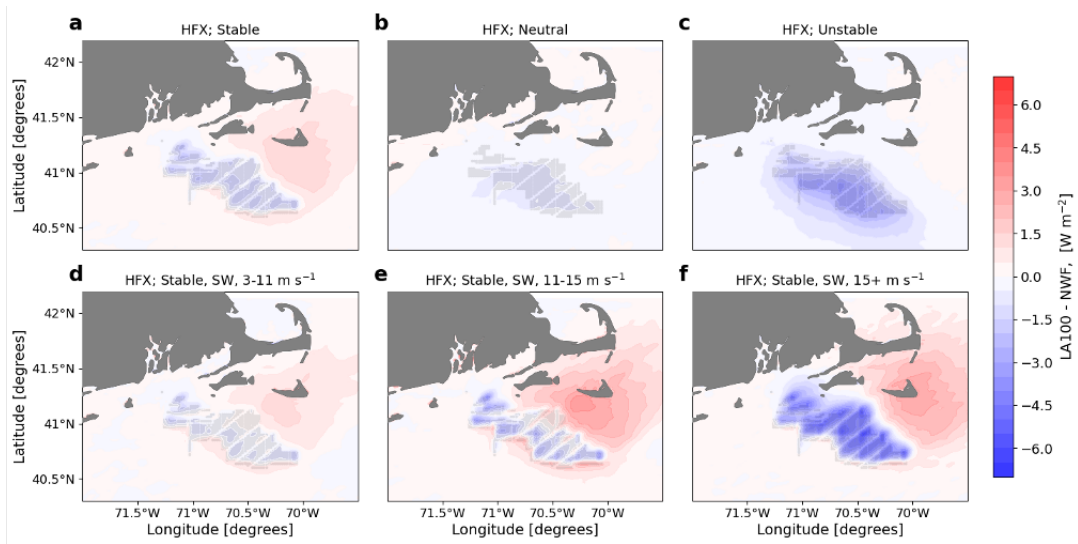 a
HFX; Stable
b
HFX; Neutral
c
HFX; Unstable
42°N
41.5°N
41°N
40.5°N
Latitude [degrees]
d
HFX; Stable, SW, 3-11 m s⁻¹
e
HFX; Stable, SW, 11-15 m s⁻¹
f
HFX; Stable, SW, 15+ m s⁻¹
42°N
41.5°N
41°N
40.5°N
Latitude [degrees]
71.5°W 71°W 70.5°W 70°W
Longitude [degrees]
71.5°W 71°W 70.5°W 70°W
Longitude [degrees]
71.5°W 71°W 70.5°W 70°W
Longitude [degrees]
6.0
4.5
3.0
1.5
0.0
−1.5
−3.0
−4.5
−6.0
LA100 - NWF, [W m⁻²]